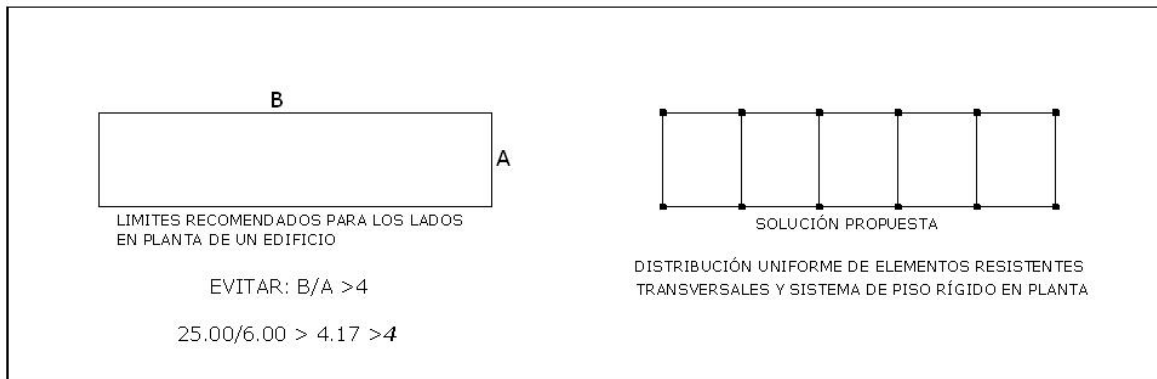 B
A
LIMITES RECOMENDADOS PARA LOS LADOS
EN PLANTA DE UN EDIFICIO
EVITAR: B/A >4
25.00/6.00 > 4.17 >4
SOLUCIÓN PROPUESTA
DISTRIBUCIÓN UNIFORME DE ELEMENTOS RESISTENTES
TRANSVERSALES Y SISTEMA DE PISO RÍGIDO EN PLANTA